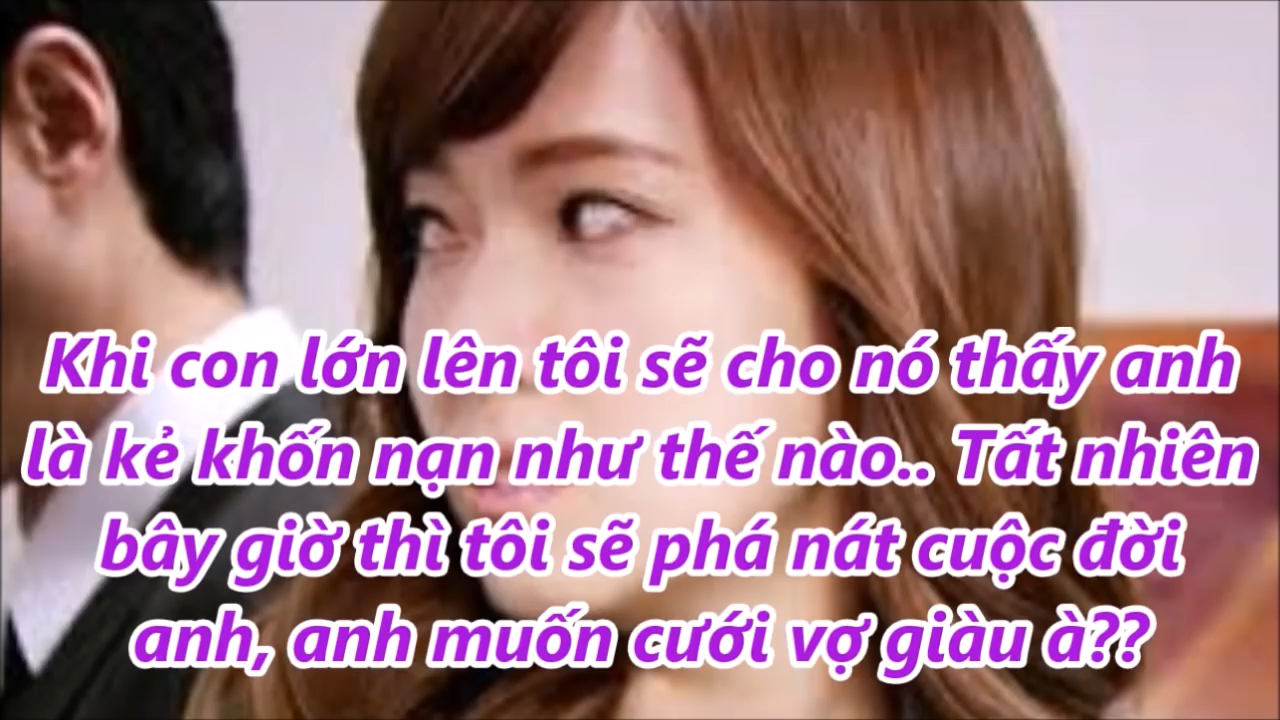 Khi con lớn lên tôi sẽ cho nó thấy anh
là kẻ khốn nạn như thế nào.. Tất nhiên
bây giờ thì tôi sẽ phá nát cuộc đời
anh, anh muốn cưới vợ giàu à??